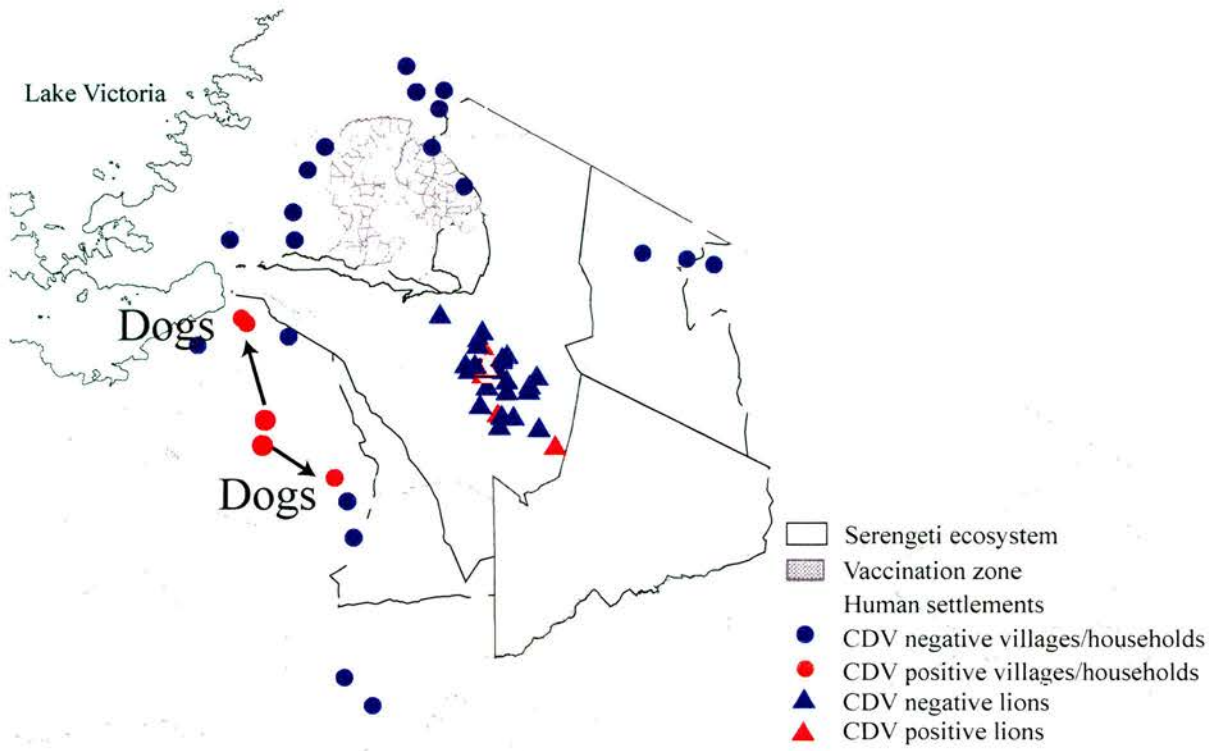 Lake Victoria
Dogs
Dogs
Serengeti ecosystem
Vaccination zone
Human settlements
CDV negative villages/households
CDV positive villages/households
CDV negative lions
CDV positive lions